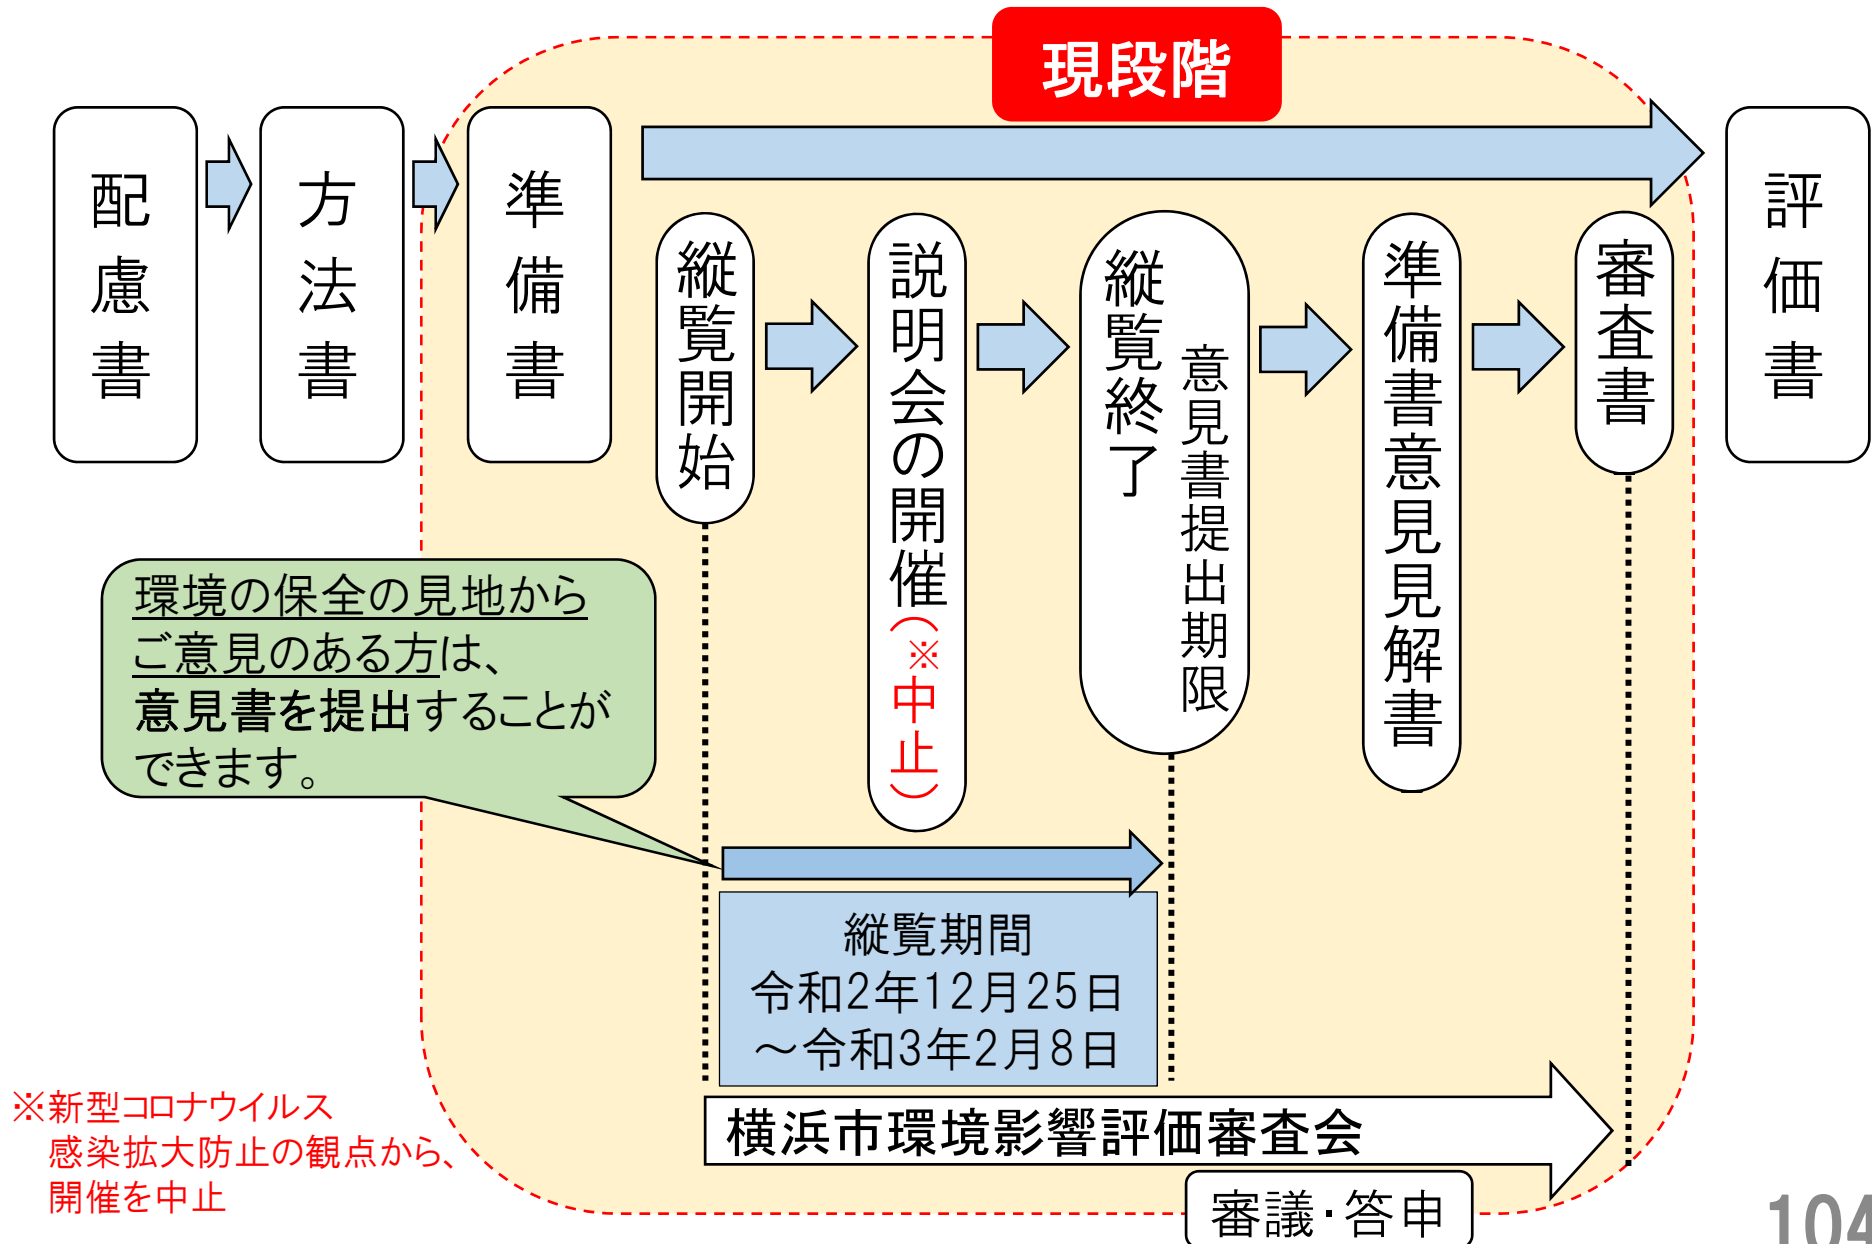 現段階
配慮書
方法書
準備書
評価書
縦覧開始
説明会の開催(※中止)
縦覧終了
意見書提出期限
準備書意見見解書
審査書
環境の保全の見地から
ご意見のある方は、
意見書を提出することが
できます。
縦覧期間
令和2年12月25日
～令和3年2月8日
横浜市環境影響評価審査会
審議・答申
※新型コロナウイルス
感染拡大防止の観点から、
開催を中止
104